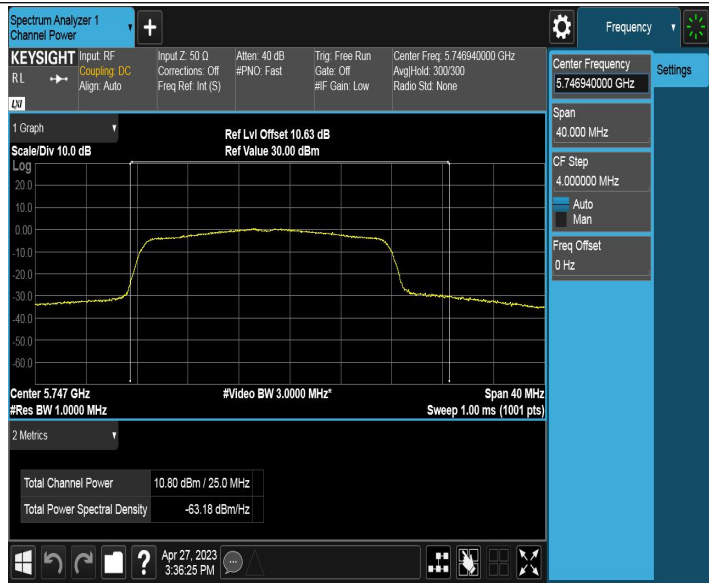 Spectrum Analyzer 1
Channel Power
+
Frequency
KEYSIGHT
RL
LXI
Input: RF
Coupling: DC
Align: Auto
Input Z: 50 Ω
Corrections: Off
Freq Ref: Int (S)
Atten: 40 dB
#PNO: Fast
Trig: Free Run
Gate: Off
#IF Gain: Low
Center Freq: 5.746940000 GHz
Avg|Hold: 300/300
Radio Std: None
Center Frequency
5.746940000 GHz
Settings
Span
40.000 MHz
CF Step
4.000000 MHz
Auto
Man
Freq Offset
0 Hz
1 Graph
Scale/Div 10.0 dB
Ref Lvl Offset 10.63 dB
Ref Value 30.00 dBm
Log
20.0
10.0
0.00
-10.0
-20.0
-30.0
-40.0
-50.0
-60.0
Center 5.747 GHz
#Video BW 3.0000 MHz*
Span 40 MHz
#Res BW 1.0000 MHz
Sweep 1.00 ms (1001 pts)
2 Metrics
Total Channel Power 10.80 dBm / 25.0 MHz
Total Power Spectral Density -63.18 dBm/Hz
?
Apr 27, 2023
3:36:25 PM